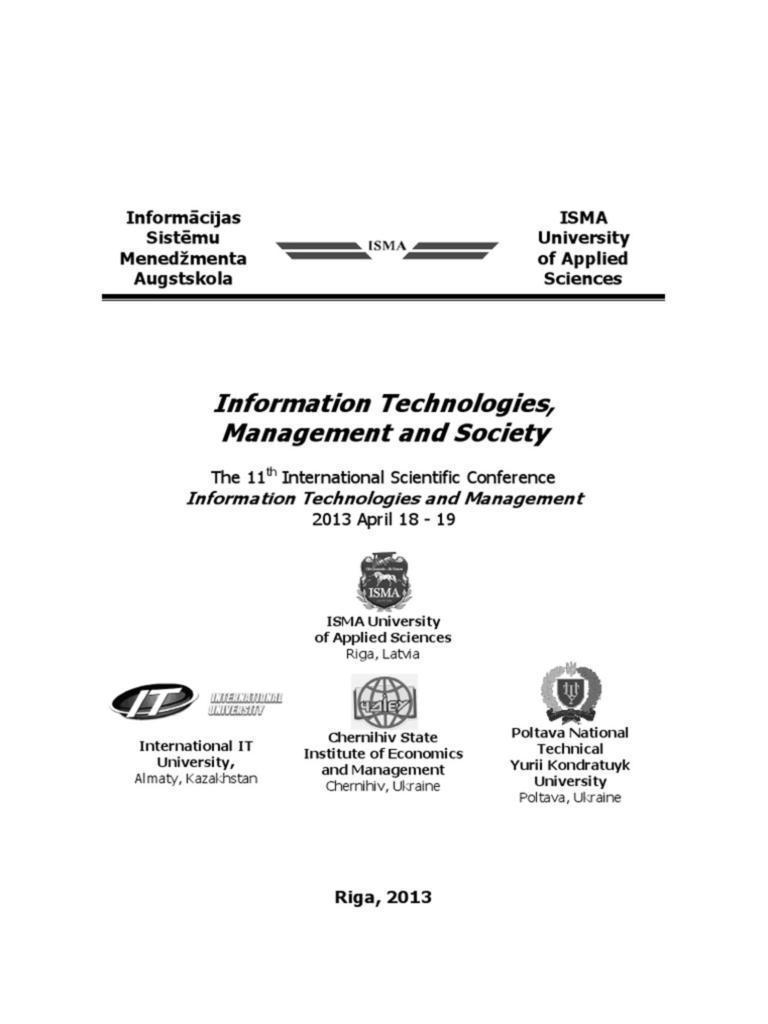 Informācijas
Sistēmu
Menedžmenta
Augstskola
ISMA
ISMA
University
of Applied
Sciences
Information Technologies,
Management and Society
The 11th International Scientific Conference
Information Technologies and Management
2013 April 18 - 19
ISMA
ISMA University
of Applied Sciences
Riga, Latvia
IT
INTERNATIONAL
UNIVERSITY
International IT
University,
Almaty, Kazakhstan
Chernihiv State
Institute of Economics
and Management
Chernihiv, Ukraine
Poltava National
Technical
Yurii Kondratuyk
University
Poltava, Ukraine
Riga, 2013